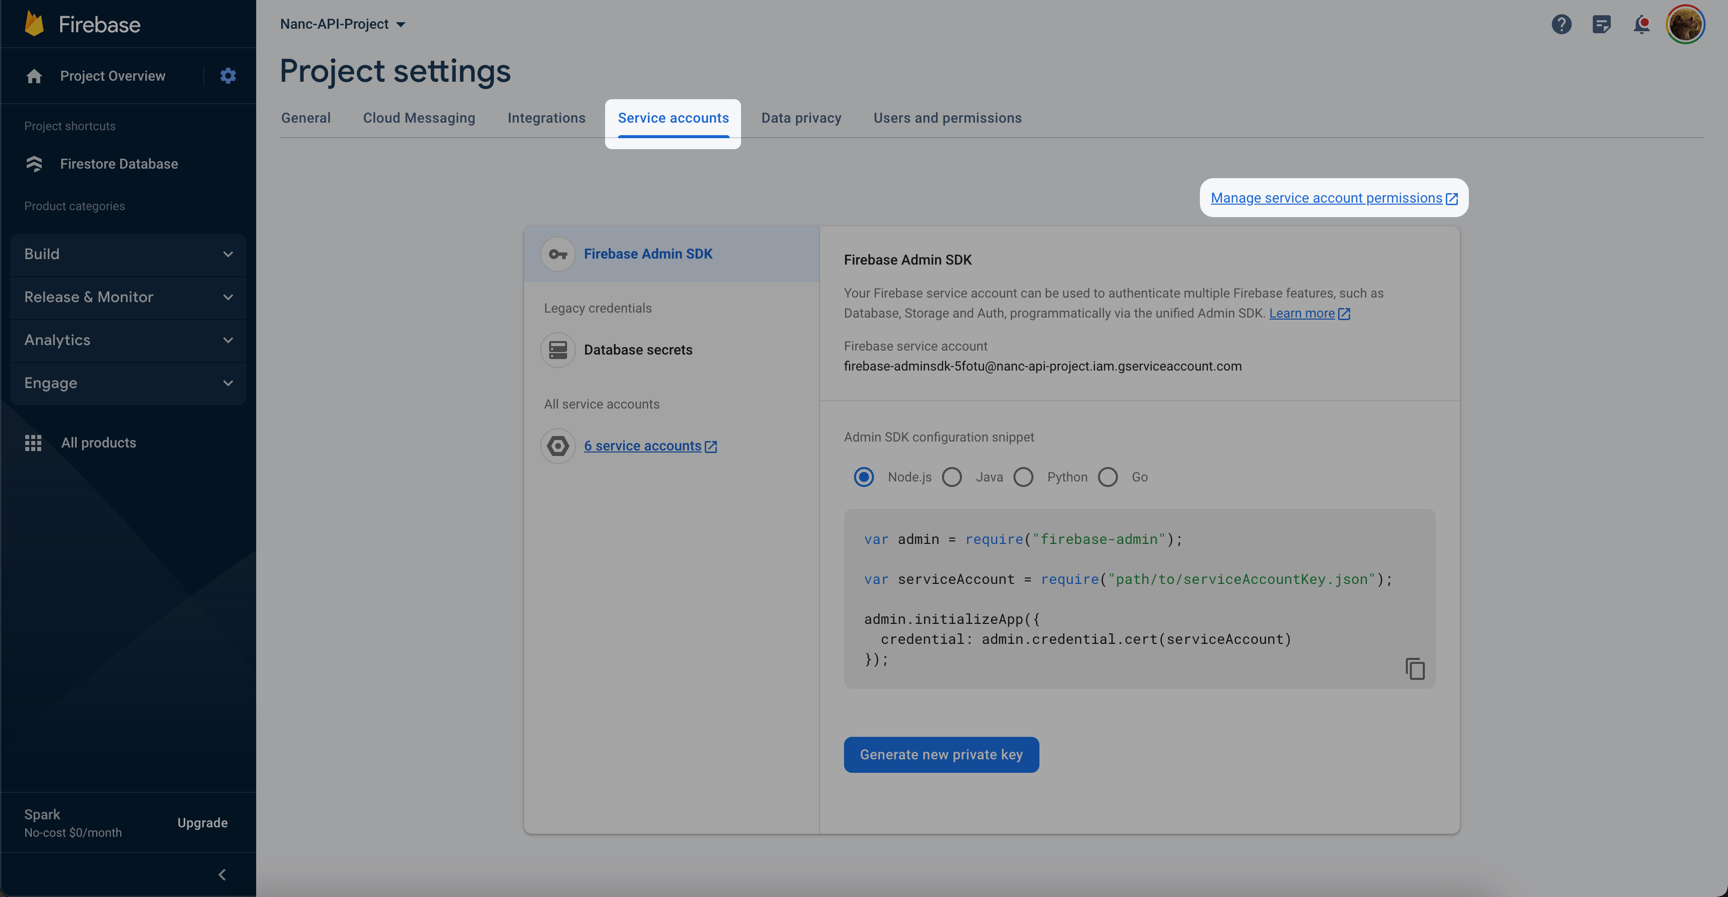 Firebase
Nanc-API-Project
Project Overview
Project settings
General
Cloud Messaging
Integrations
Service accounts
Data privacy
Users and permissions
Project shortcuts
Firestore Database
Product categories
Build
Release & Monitor
Analytics
Engage
All products
Spark
No-cost $0/month
Upgrade
Manage service account permissions
Firebase Admin SDK
Legacy credentials
Database secrets
All service accounts
6 service accounts
Firebase Admin SDK
Your Firebase service account can be used to authenticate multiple Firebase features, such as
Database, Storage and Auth, programmatically via the unified Admin SDK. Learn more
Firebase service account
firebase-adminsdk-5fotu@nanc-api-project.iam.gserviceaccount.com
Admin SDK configuration snippet
Node.js
Java
Python
Go
var admin = require("firebase-admin");
var serviceAccount = require("path/to/serviceAccountKey.json");
admin.initializeApp({
  credential: admin.credential.cert(serviceAccount)
});
Generate new private key